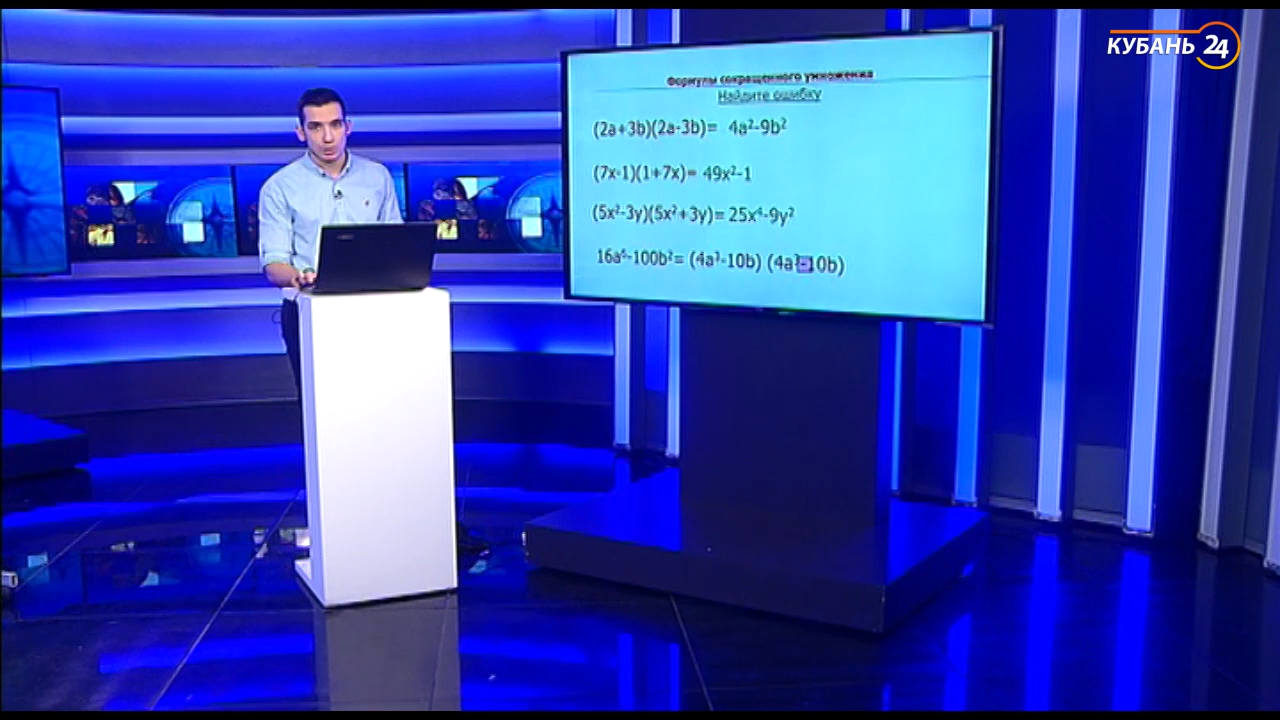 КУБАНЬ 24
Формулы сокращенного умножения
Найдите ошибку
(2a+3b)(2a-3b)= 4a²-9b²
(7x-1)(1+7x)= 49x²-1
(5x²-3y)(5x²+3y)= 25x⁴-9y²
16a⁶-100b²= (4a³-10b) (4a³-10b)